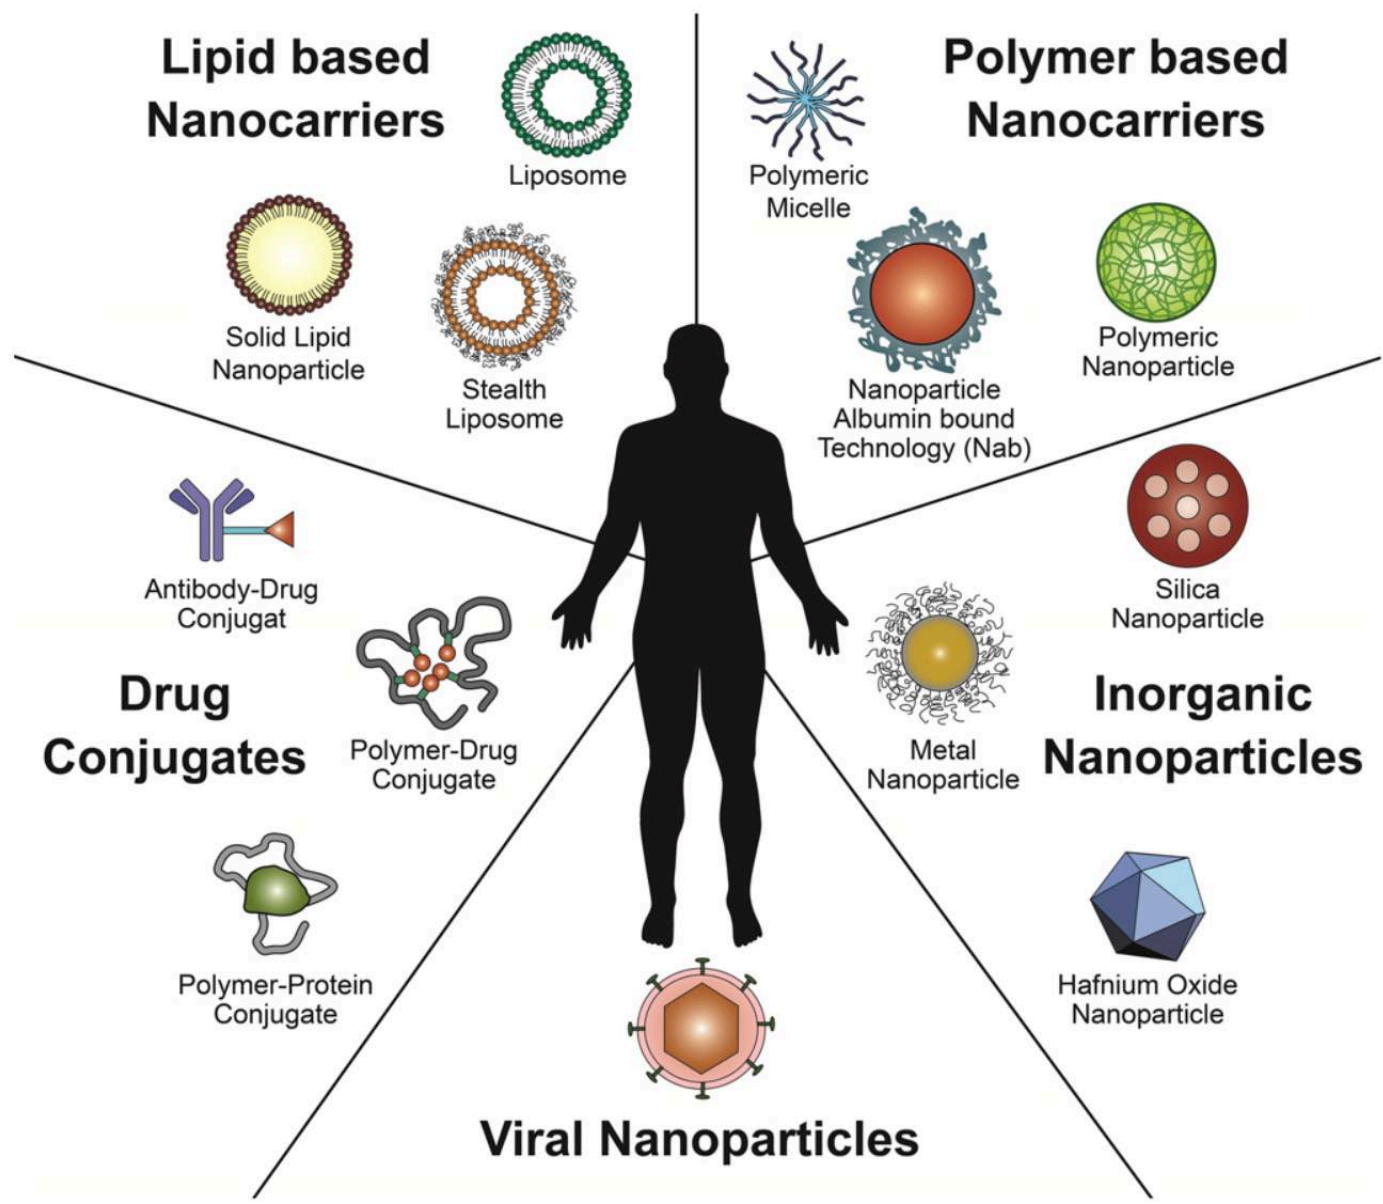 Lipid based
Nanocarriers
Liposome
Solid Lipid
Nanoparticle
Stealth
Liposome
Polymer based
Nanocarriers
Polymeric
Micelle
Nanoparticle
Albumin bound
Technology (Nab)
Polymeric
Nanoparticle
Antibody-Drug
Conjugat
Drug
Conjugates
Polymer-Drug
Conjugate
Polymer-Protein
Conjugate
Silica
Nanoparticle
Inorganic
Nanoparticles
Metal
Nanoparticle
Hafnium Oxide
Nanoparticle
Viral Nanoparticles